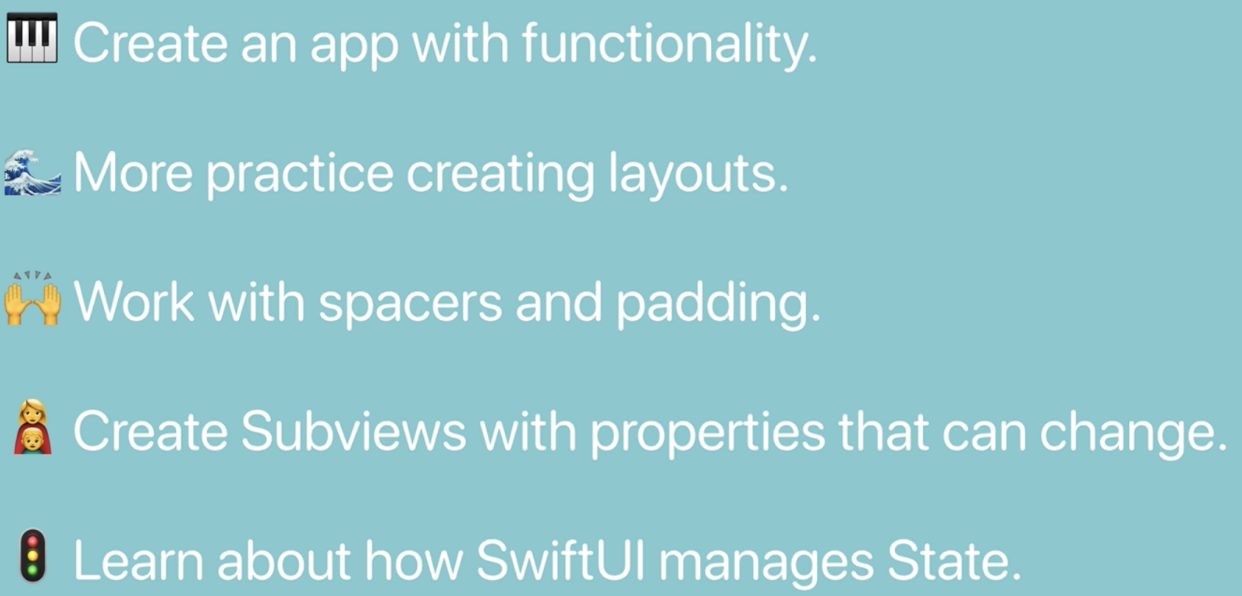 Create an app with functionality.
More practice creating layouts.
Work with spacers and padding.
Create Subviews with properties that can change.
Learn about how SwiftUI manages State.